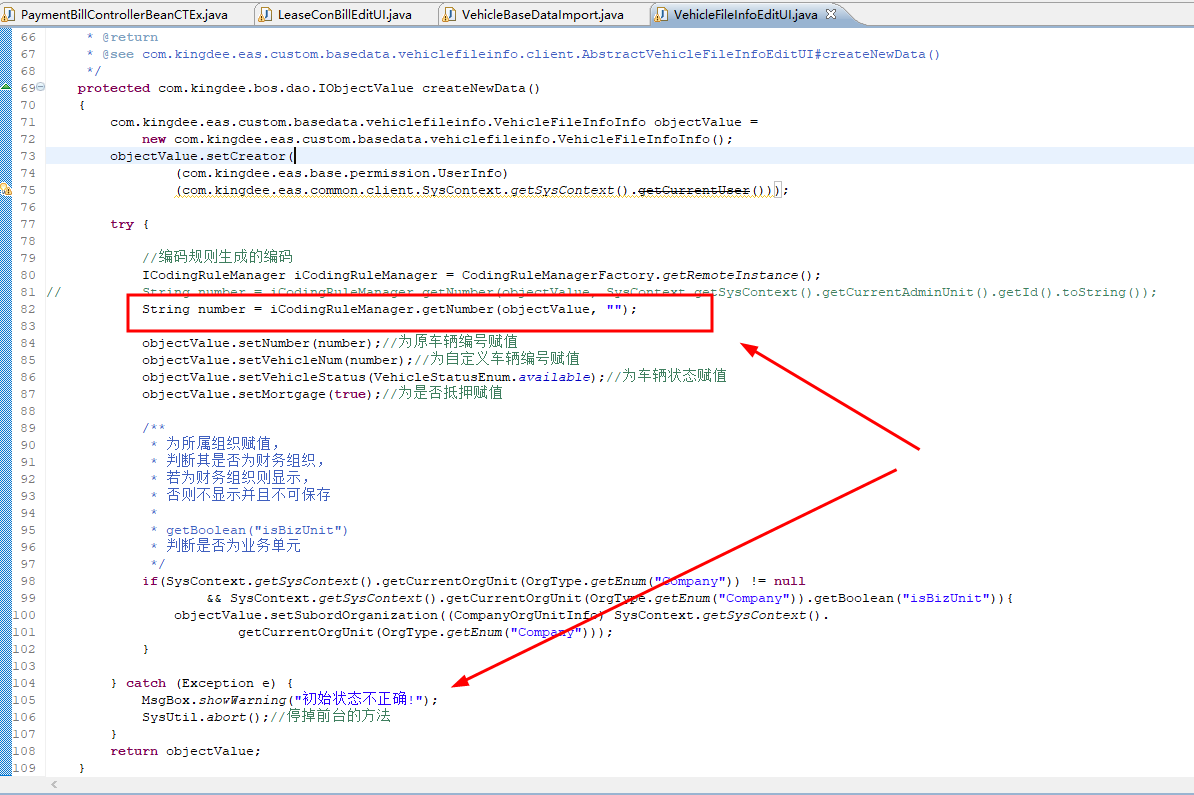 PaymentBillControllerBeanCTEx.java LeaseConBillEditUI.java VehicleBaseDataImport.java VehicleFileInfoEditUI.java
66 * @return
67 * @see com.kingdee.eas.custom.basedata.vehiclefileinfo.client.AbstractVehicleFileInfoEditUI#createNewData()
68 */
69 protected com.kingdee.bos.dao.IObjectValue createNewData()
70 {
71 com.kingdee.eas.custom.basedata.vehiclefileinfo.VehicleFileInfoInfo objectValue =
72 new com.kingdee.eas.custom.basedata.vehiclefileinfo.VehicleFileInfoInfo();
73 objectValue.setCreator(
74 (com.kingdee.eas.base.permission.UserInfo)
75 (com.kingdee.eas.common.client.SysContext.getSysContext().getCurrentUser()));
76
77 try {
78
79 //编码规则生成的编码
80 ICodingRuleManager iCodingRuleManager = CodingRuleManagerFactory.getRemoteInstance();
81 // String number = iCodingRuleManager.getNumber(objectValue, SysContext.getSysContext().getCurrentAdminUnit().getId().toString());
82 String number = iCodingRuleManager.getNumber(objectValue, "");
83
84 objectValue.setNumber(number);//为原车辆编号赋值
85 objectValue.setVehicleNum(number);//为自定义车辆编号赋值
86 objectValue.setVehicleStatus(VehicleStatusEnum.available);//为车辆状态赋值
87 objectValue.setMortgage(true);//为是否抵押赋值
88
89 /**
90 * 为所属组织赋值，
91 * 判断其是否为财务组织，
92 * 若为财务组织则显示，
93 * 否则不显示并且不可保存
94 *
95 * getBoolean("isBizUnit")
96 * 判断是否为业务单元
97 */
98 if(SysContext.getSysContext().getCurrentOrgUnit(OrgType.getEnum("Company")) != null
99 && SysContext.getSysContext().getCurrentOrgUnit(OrgType.getEnum("Company")).getBoolean("isBizUnit")){
100 objectValue.setSubordOrganization((CompanyOrgUnitInfo) SysContext.getSysContext().
101 getCurrentOrgUnit(OrgType.getEnum("Company")));
102 }
103
104 } catch (Exception e) {
105 MsgBox.showWarning("初始状态不正确!");
106 SysUtil.abort();//停掉前台的方法
107 }
108 return objectValue;
109 }